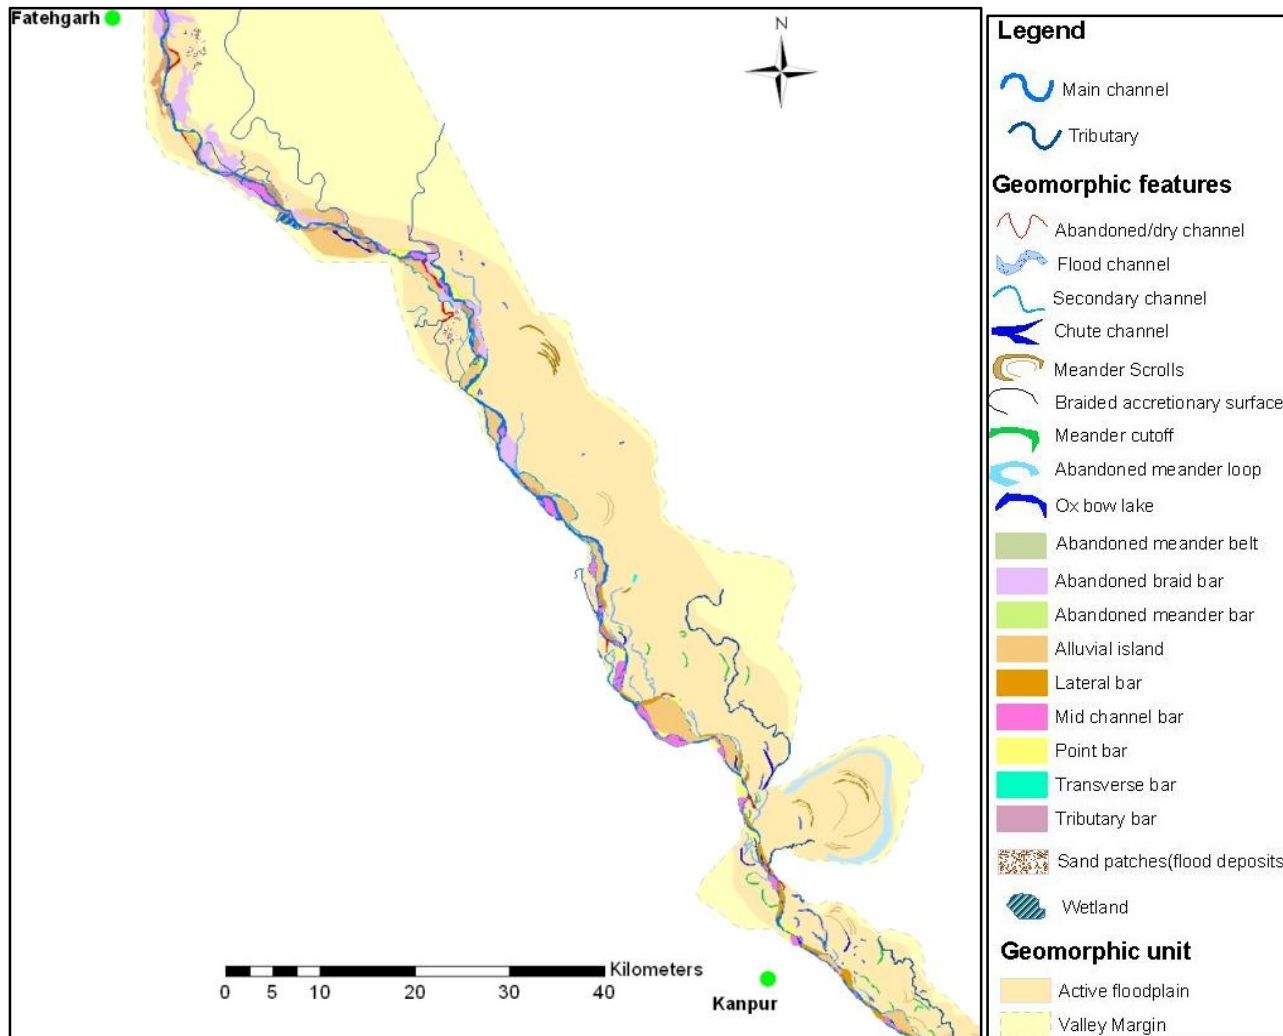 Fatehgarh
N
Kilometers
0 5 10 20 30 40
Kanpur
Legend
Main channel
Tributary
Geomorphic features
Abandoned/dry channel
Flood channel
Secondary channel
Chute channel
Meander Scrolls
Braided accretionary surface
Meander cutoff
Abandoned meander loop
Ox bow lake
Abandoned meander belt
Abandoned braid bar
Abandoned meander bar
Alluvial island
Lateral bar
Mid channel bar
Point bar
Transverse bar
Tributary bar
Sand patches(flood deposits
Wetland
Geomorphic unit
Active floodplain
Valley Margin